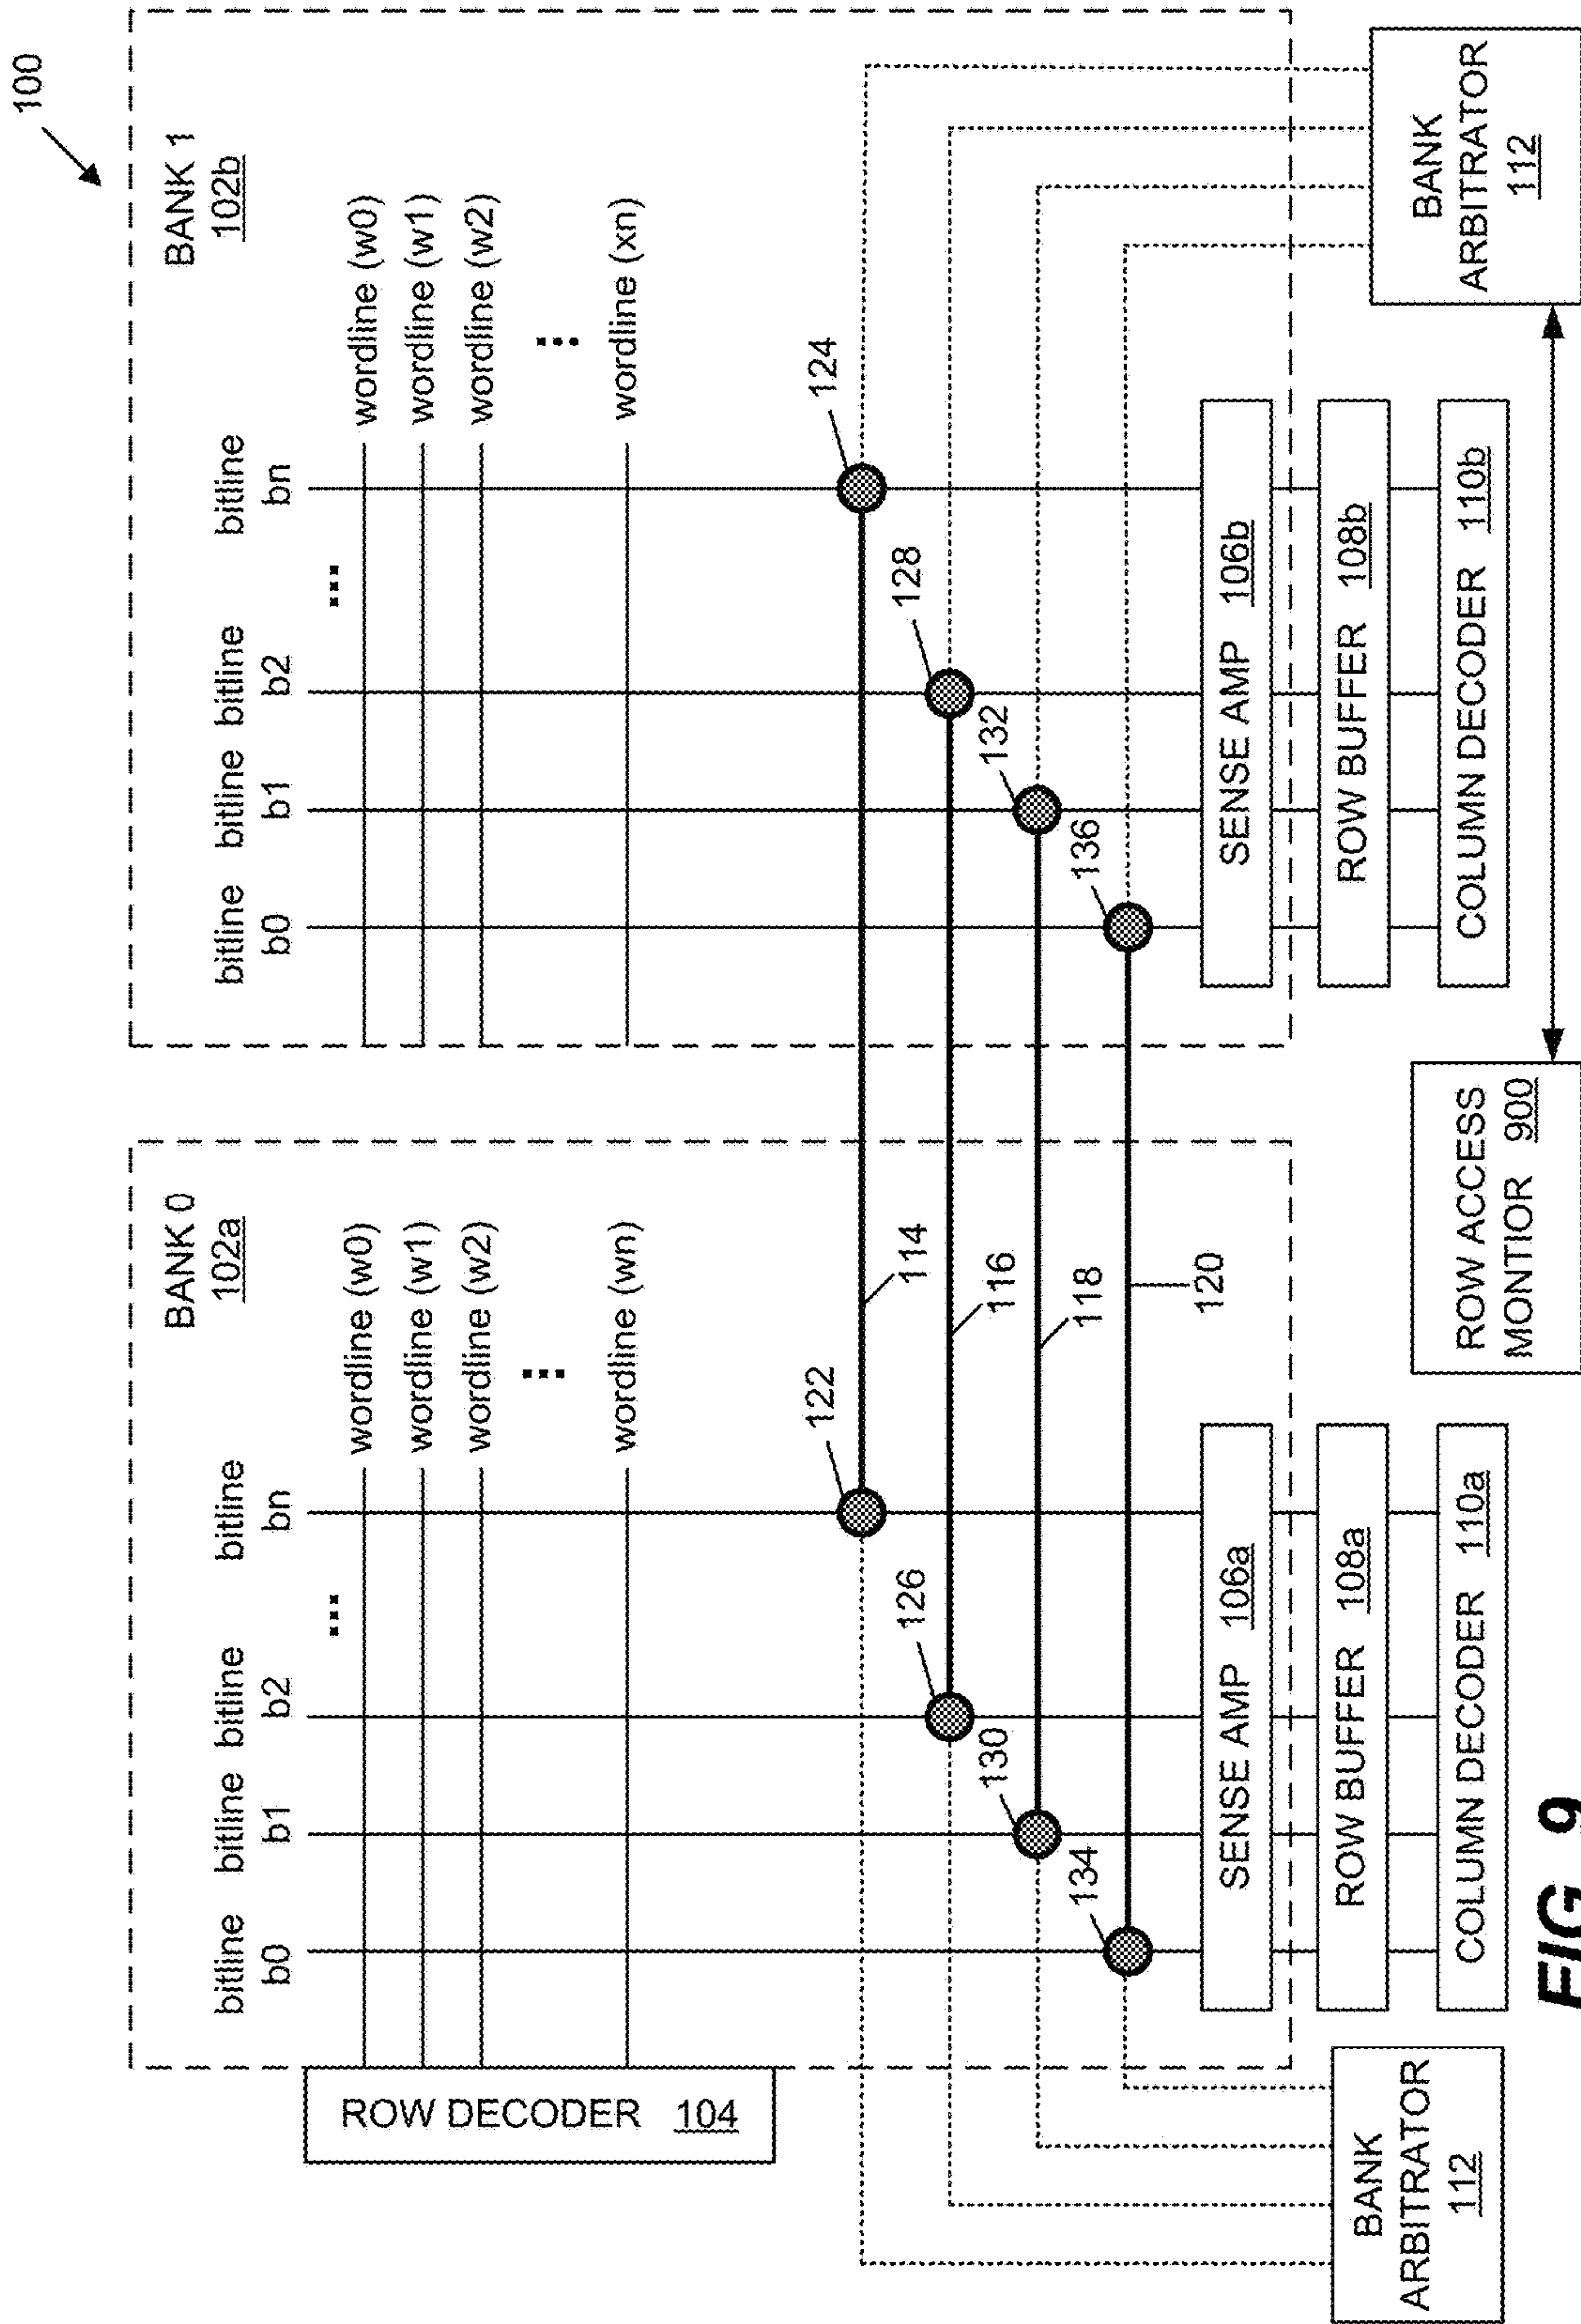 100
BANK 0
102a
BANK 1
102b
bitline bitline bitline bitline
b0 b1 b2 ... bn
bitline bitline bitline bitline
b0 b1 b2 ... bn
wordline (w0)
wordline (w1)
wordline (w2)
...
wordline (wn)
wordline (w0)
wordline (w1)
wordline (w2)
...
wordline (xn)
ROW DECODER 104
122
124
126
128
130
132
134
136
114
116
118
120
SENSE AMP 106a
SENSE AMP 106b
ROW BUFFER 108a
ROW BUFFER 108b
COLUMN DECODER 110a
COLUMN DECODER 110b
BANK
ARBITRATOR
112
ROW ACCESS
MONTIOR 900
BANK
ARBITRATOR
112
FIG 9